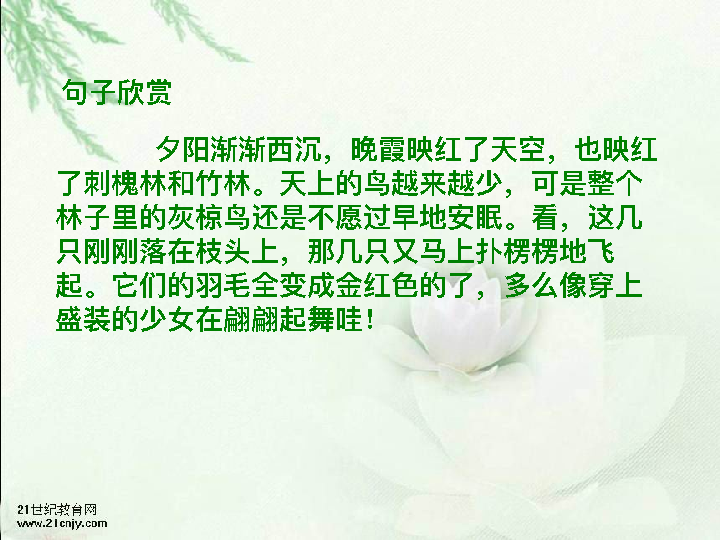 句子欣赏
夕阳渐渐西沉，晚霞映红了天空，也映红
了刺槐林和竹林。天上的鸟越来越少，可是整个
林子里的灰椋鸟还是不愿过早地安眠。看，这几
只刚刚落在枝头上，那几只又马上扑楞楞地飞
起。它们的羽毛全变成金红色的了，多么像穿上
盛装的少女在翩翩起舞哇！
21世纪教育网
www.21cnjy.com